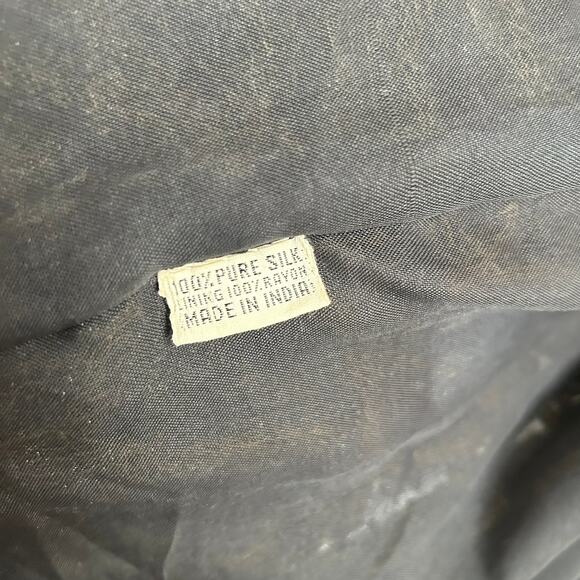 100% PURE SILK
LINING 100% RAYON
MADE IN INDIA